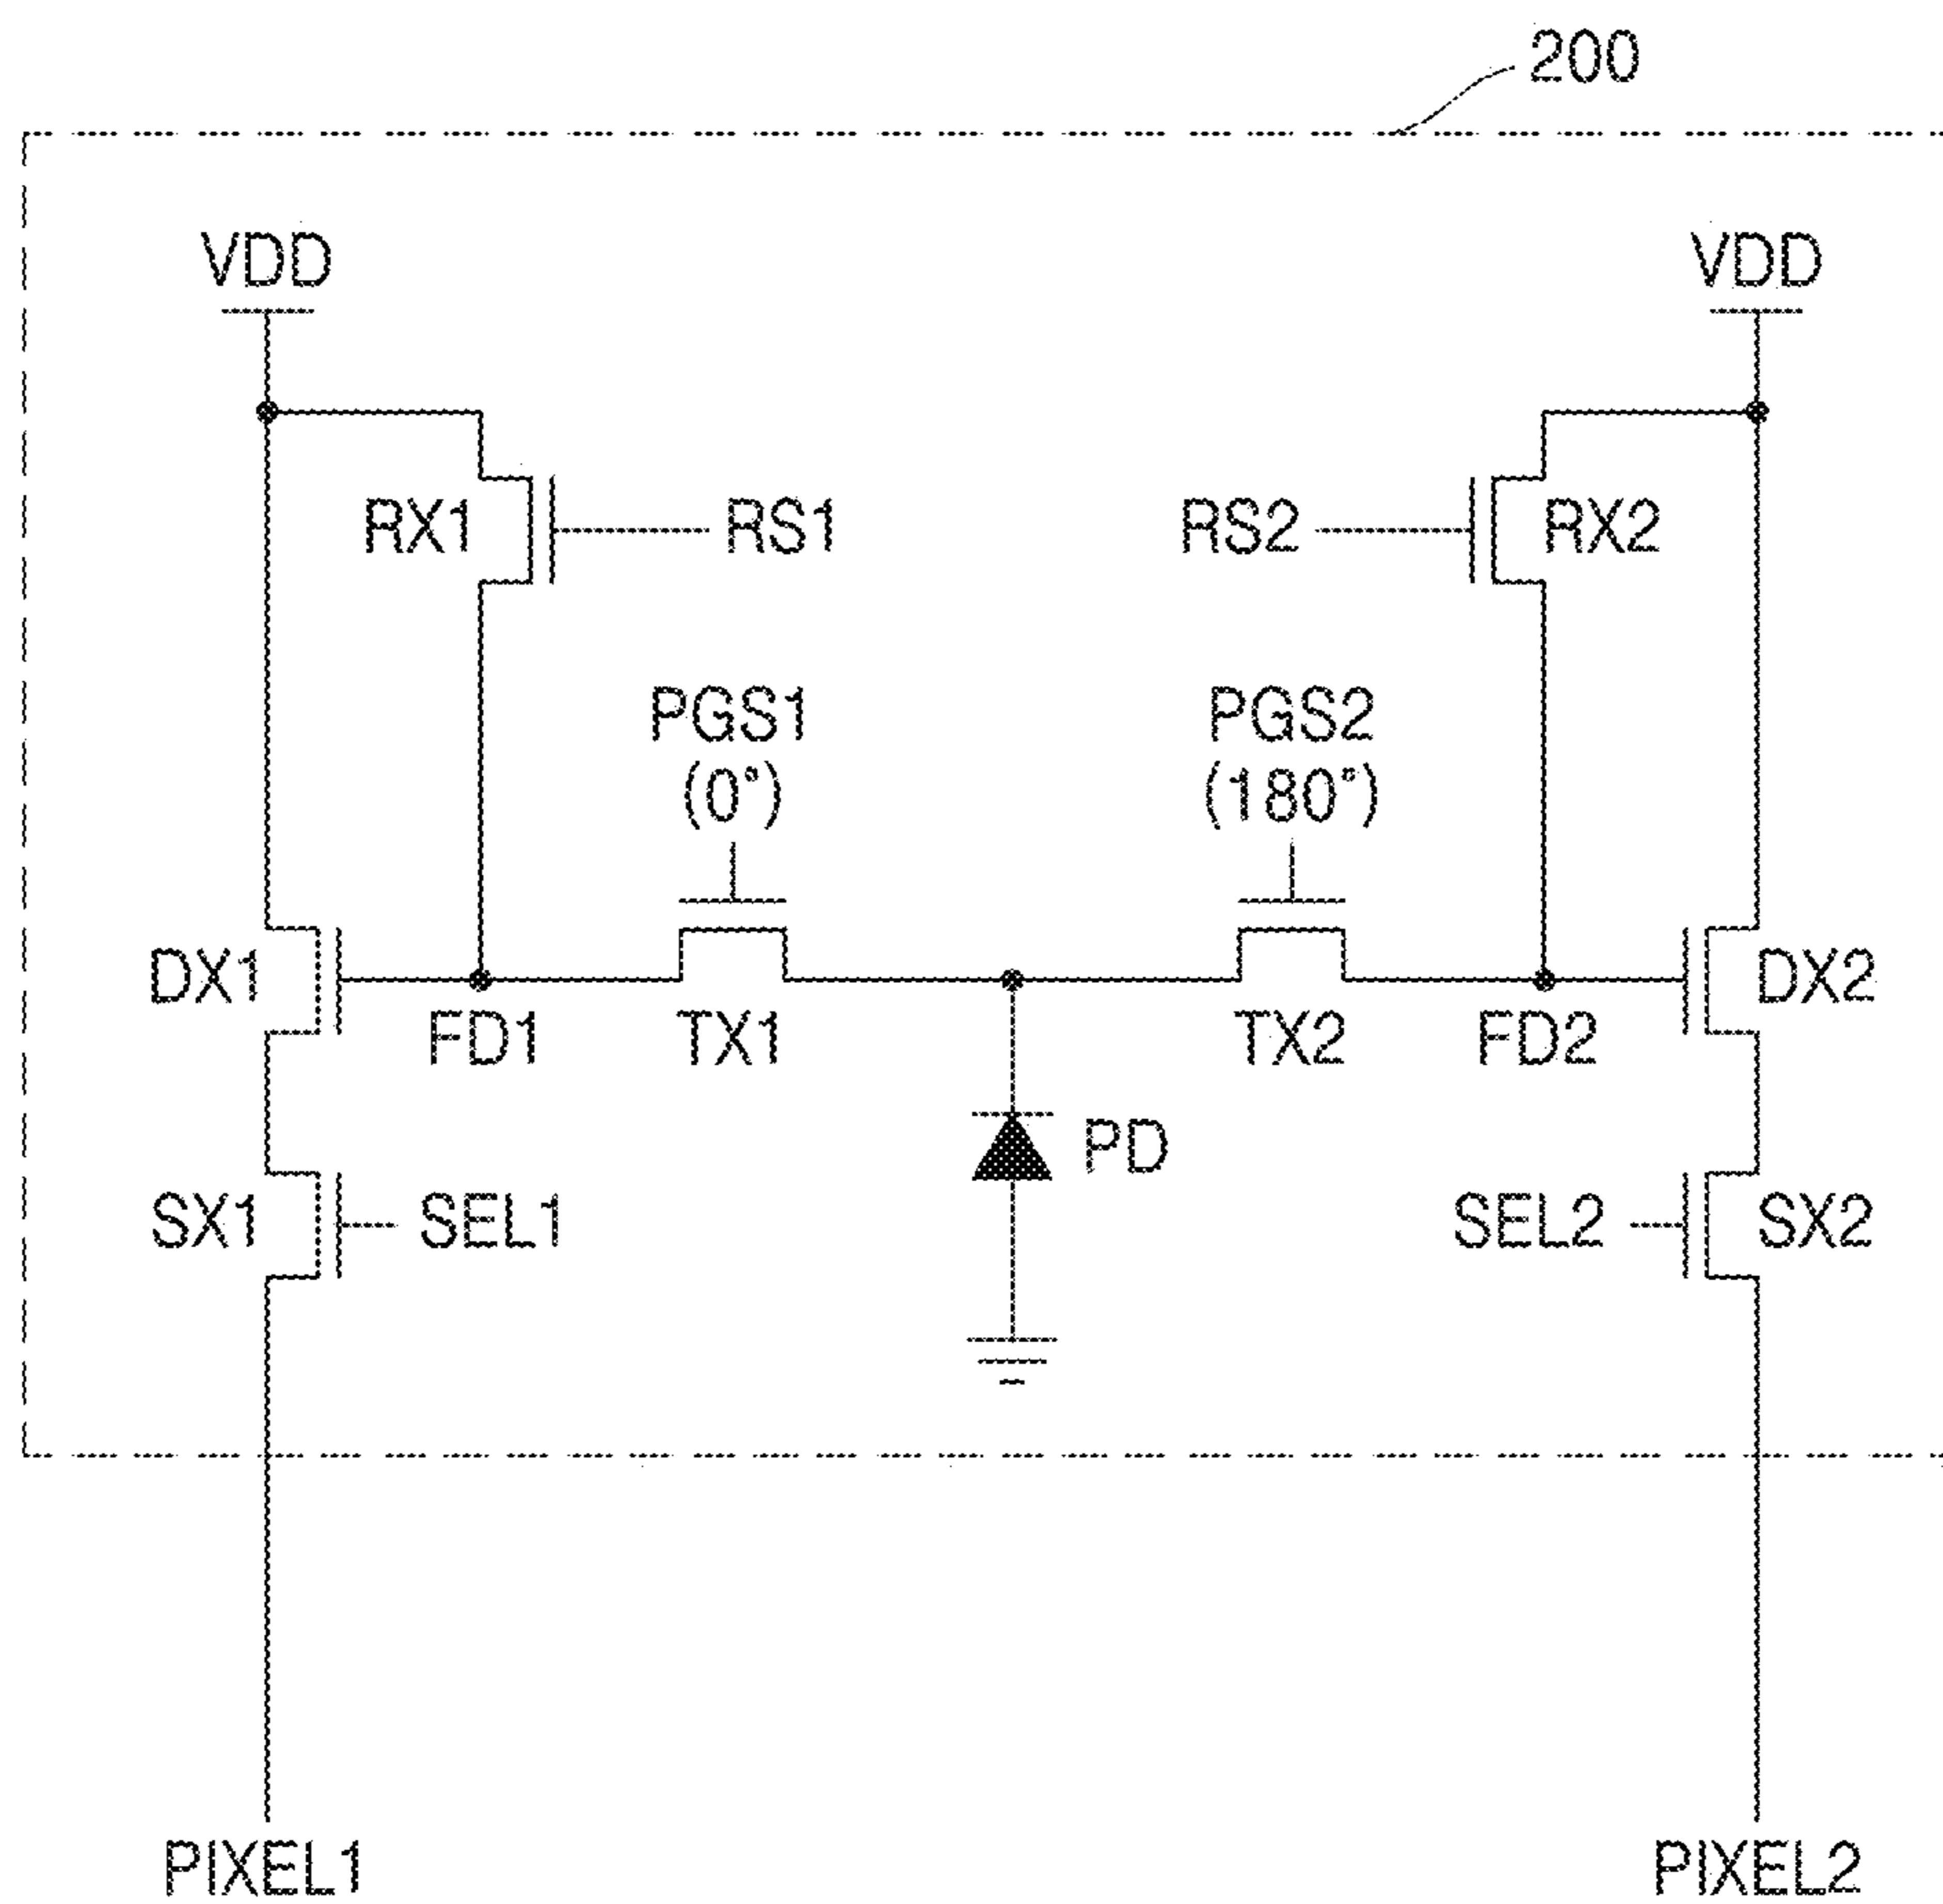 200
VDD VDD
RX1 RS1 RS2 RX2
PGS1 PGS2
(0°) (180°)
DX1 DX2
FD1 TX1 TX2 FD2
PD
SX1 SEL1 SEL2 SX2
PIXEL1 PIXEL2